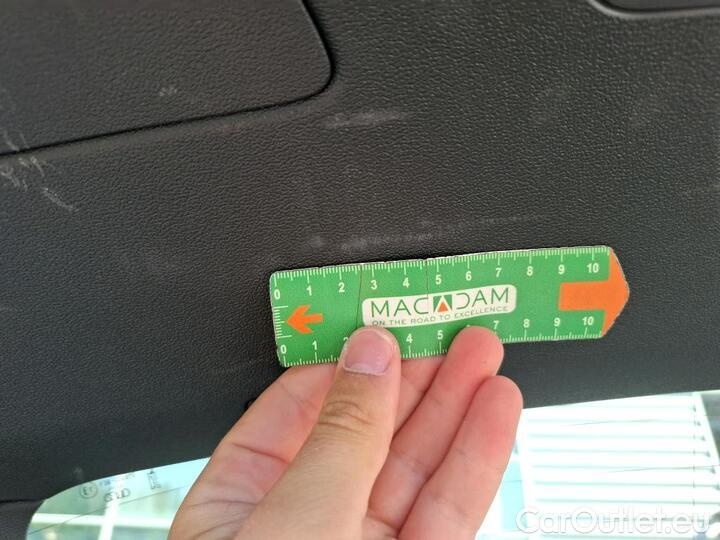 0 1 2 3 4 5 6 7 8 9 10
MACADAM
ON THE ROAD TO EXCELLENCE
0 1 2 4 5 6 7 8 9 10
CarOutlet.eu